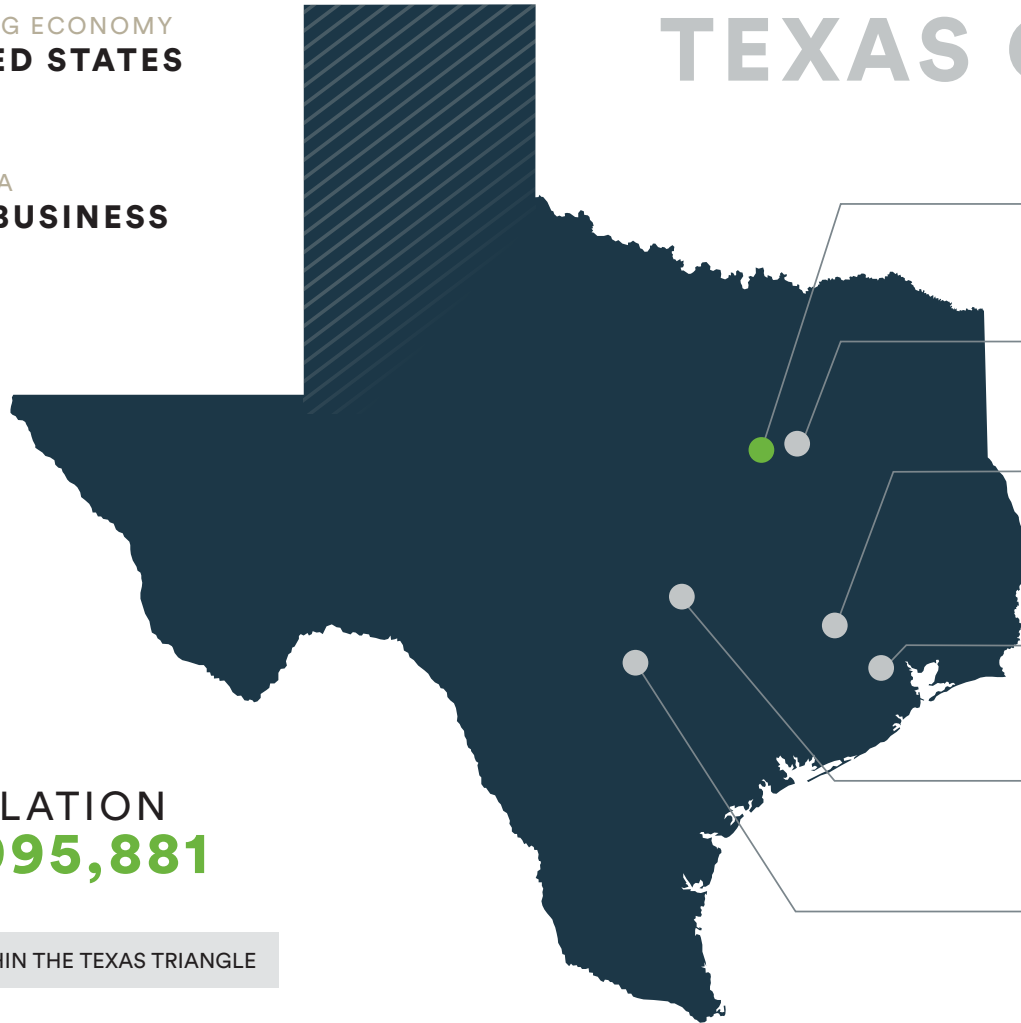 G ECONOMY
ED STATES
TEXAS
A
BUSINESS
LATION
95,881
HIN THE TEXAS TRIANGLE